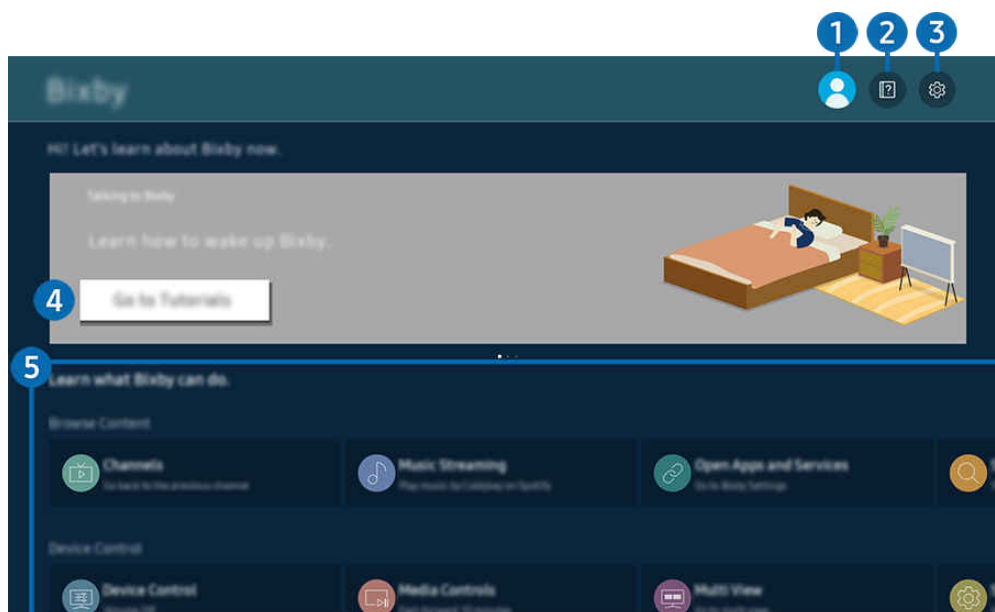 1 2 3
Bixby
?
Hi! Let's learn about Bixby now.
Talking to Bixby
Learn how to wake up Bixby.
4
Go to Tutorials
5
Learn what Bixby can do.
Browse Content
Channels
Go back to the previous channel
Music Streaming
Play music by Coldplay on Spotify
Open Apps and Services
Go to Bixby Settings
Device Control
Device Control
Media Controls
Multi View